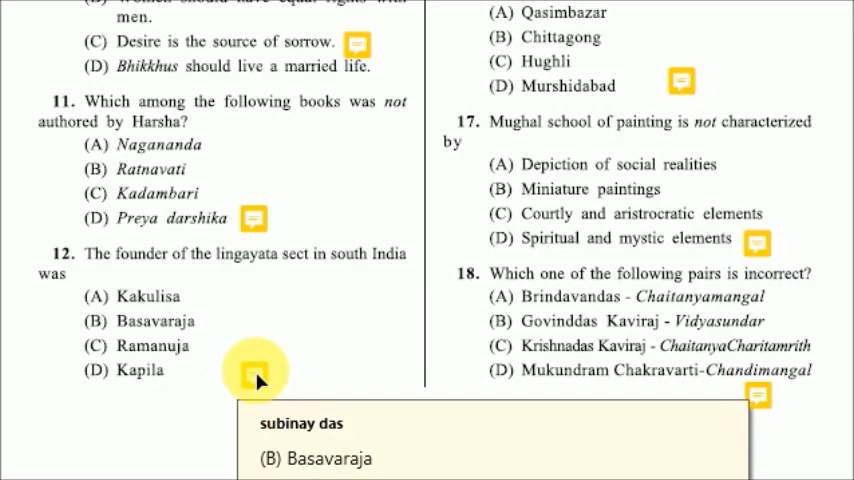 men.
(C) Desire is the source of sorrow.
(D) Bhikkhus should live a married life.
11. Which among the following books was not
authored by Harsha?
(A) Nagananda
(B) Ratnavati
(C) Kadambari
(D) Preya darshika
12. The founder of the lingayata sect in south India
was
(A) Kakulisa
(B) Basavaraja
(C) Ramanuja
(D) Kapila
(A) Qasimbazar
(B) Chittagong
(C) Hughli
(D) Murshidabad
17. Mughal school of painting is not characterized
by
(A) Depiction of social realities
(B) Miniature paintings
(C) Courtly and aristrocratic elements
(D) Spiritual and mystic elements
18. Which one of the following pairs is incorrect?
(A) Brindavandas - Chaitanyamangal
(B) Govinddas Kaviraj - Vidyasundar
(C) Krishnadas Kaviraj - ChaitanyaCharitamrith
(D) Mukundram Chakravarti-Chandimangal
subinay das
(B) Basavaraja